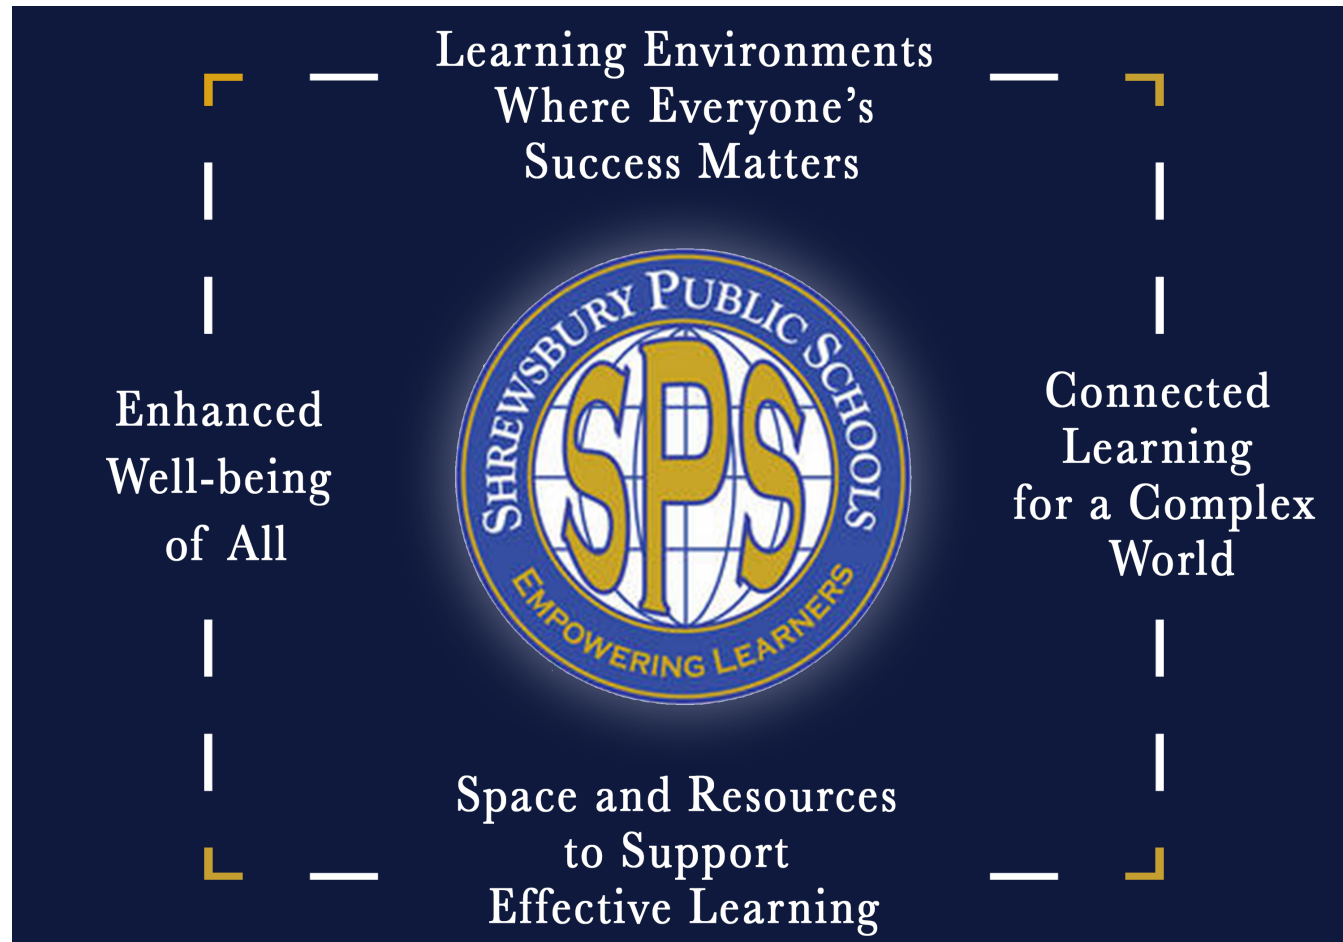 Learning Environments
Where Everyone’s
Success Matters
SHREWSBURY PUBLIC SCHOOLS
SPS
EMPOWERING LEARNERS
Enhanced
Well-being
of All
Connected
Learning
for a Complex
World
Space and Resources
to Support
Effective Learning